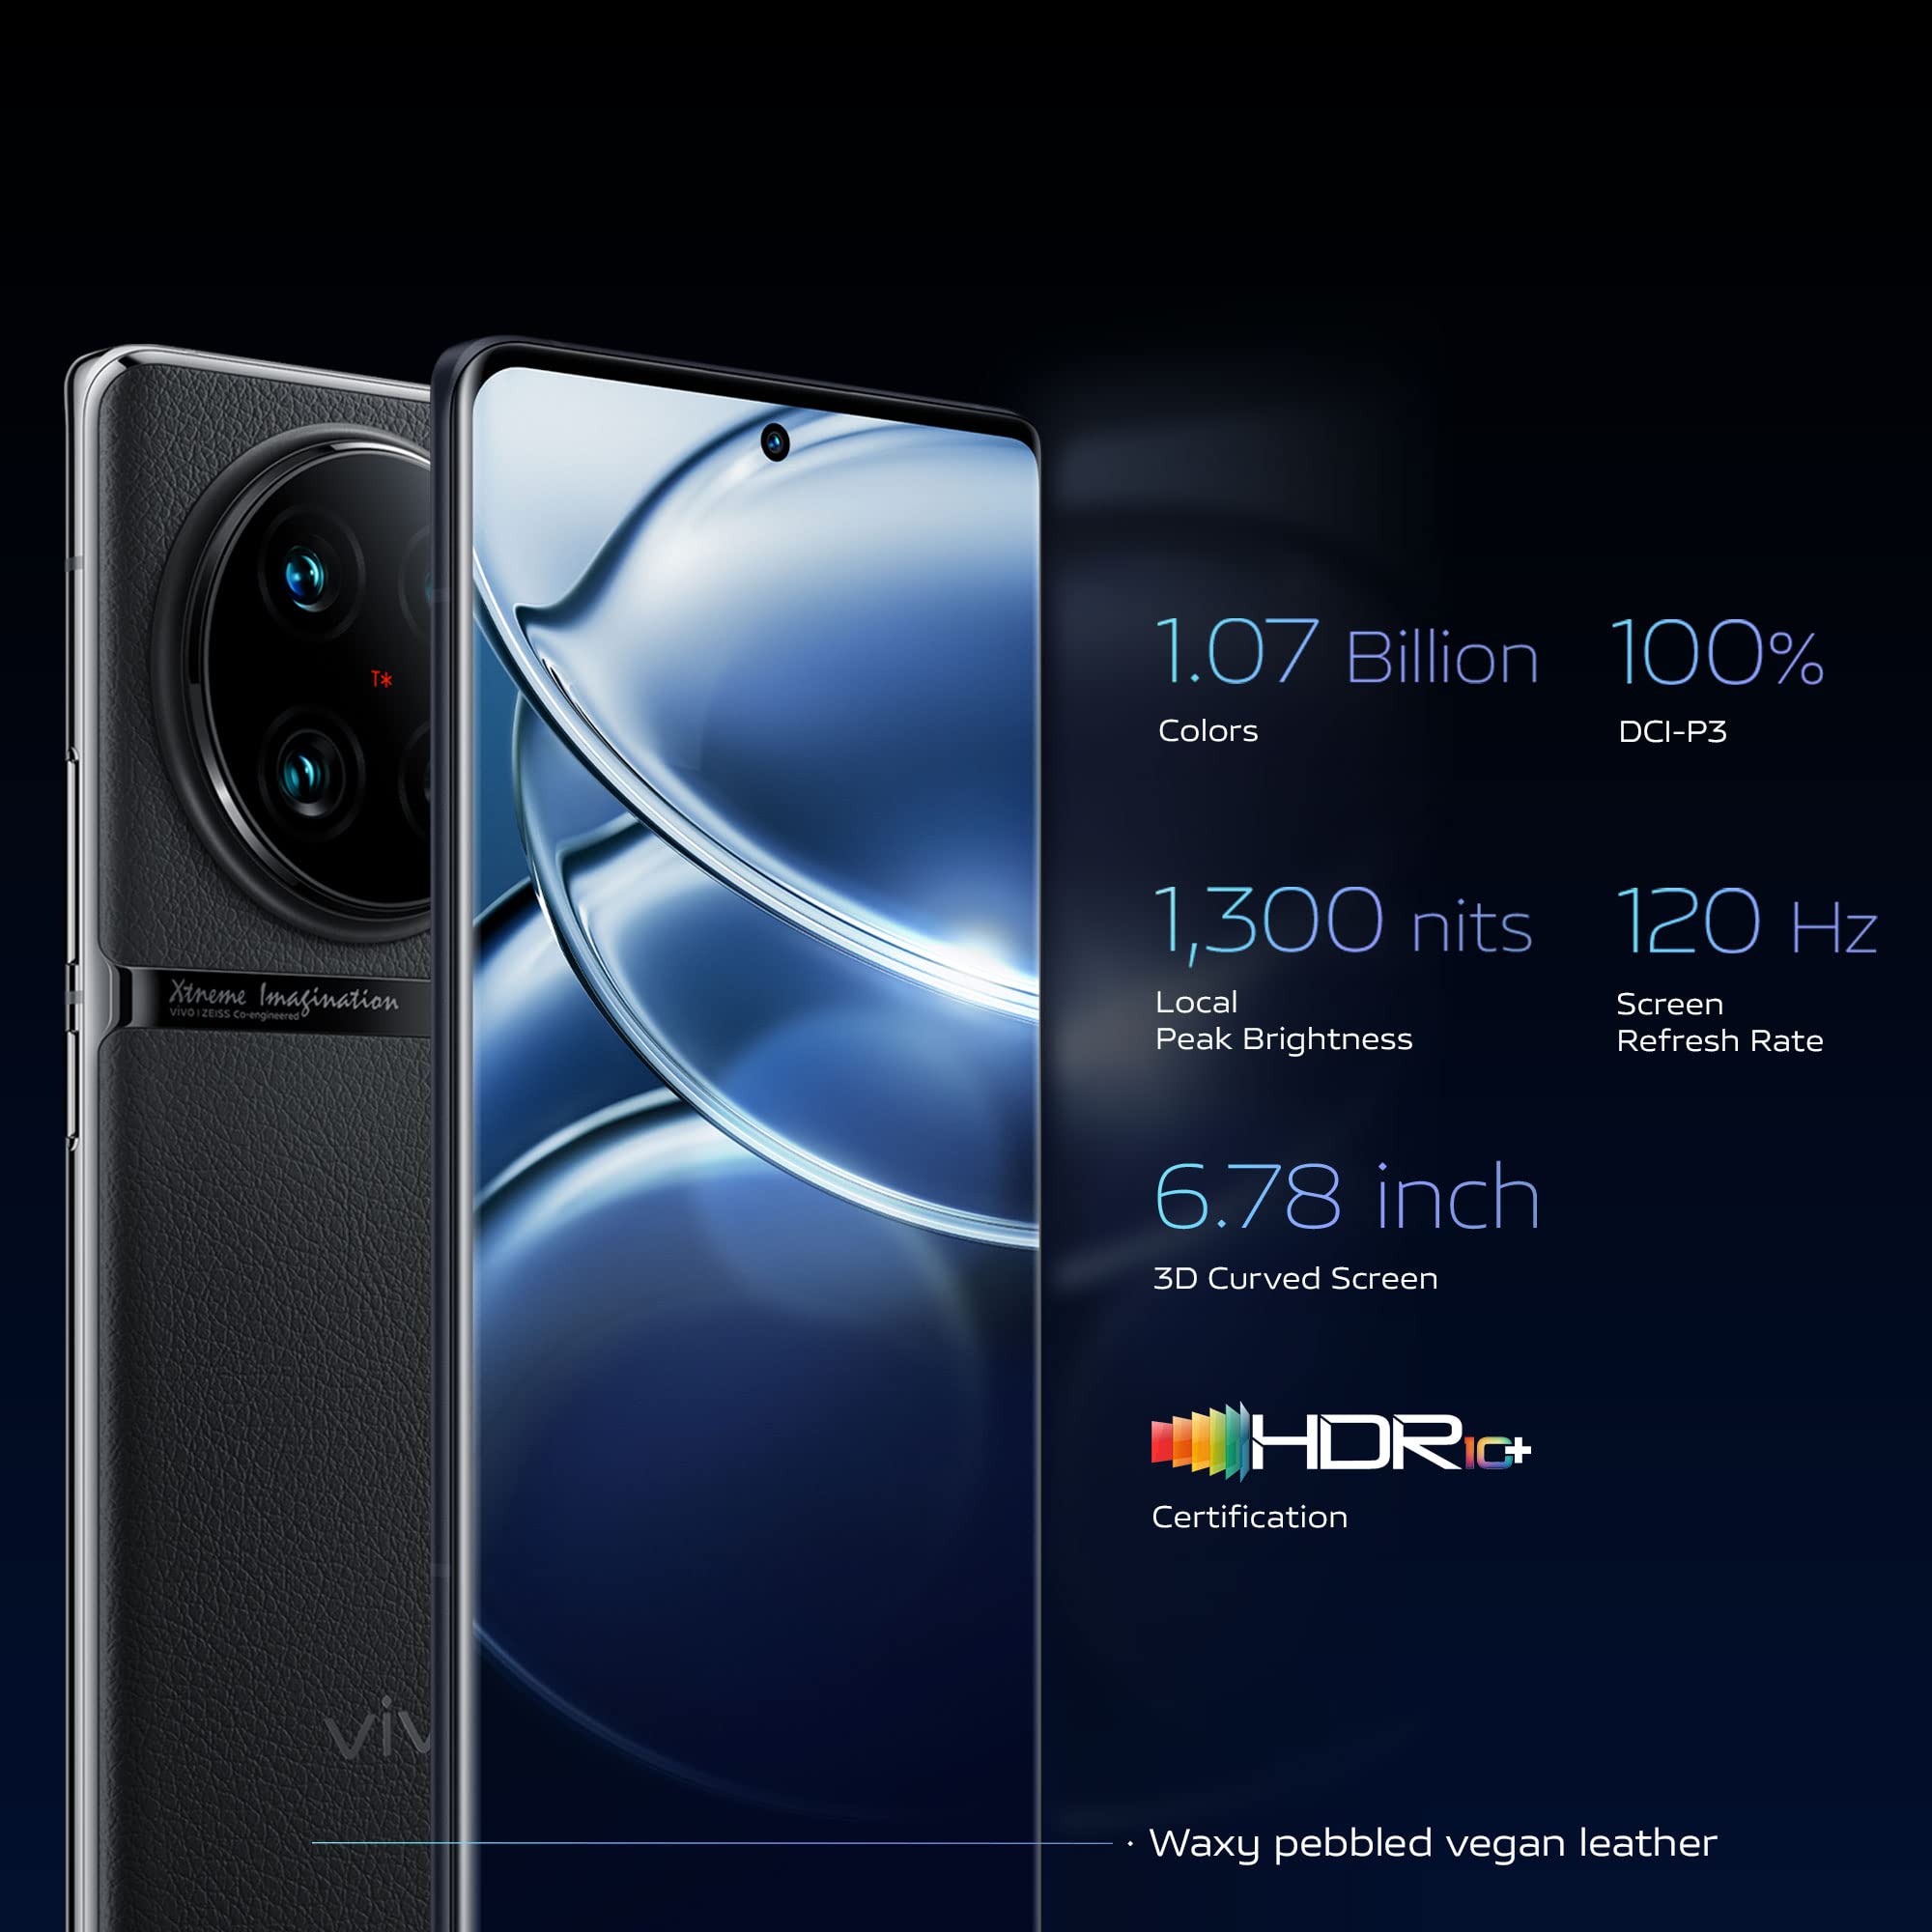 T*
Xtreme Imagination
vivo | ZEISS Co-engineered
viv
1.07 Billion
Colors
100%
DCI-P3
1,300 nits
Local
Peak Brightness
120 Hz
Screen
Refresh Rate
6.78 inch
3D Curved Screen
HDR10+
Certification
· Waxy pebbled vegan leather